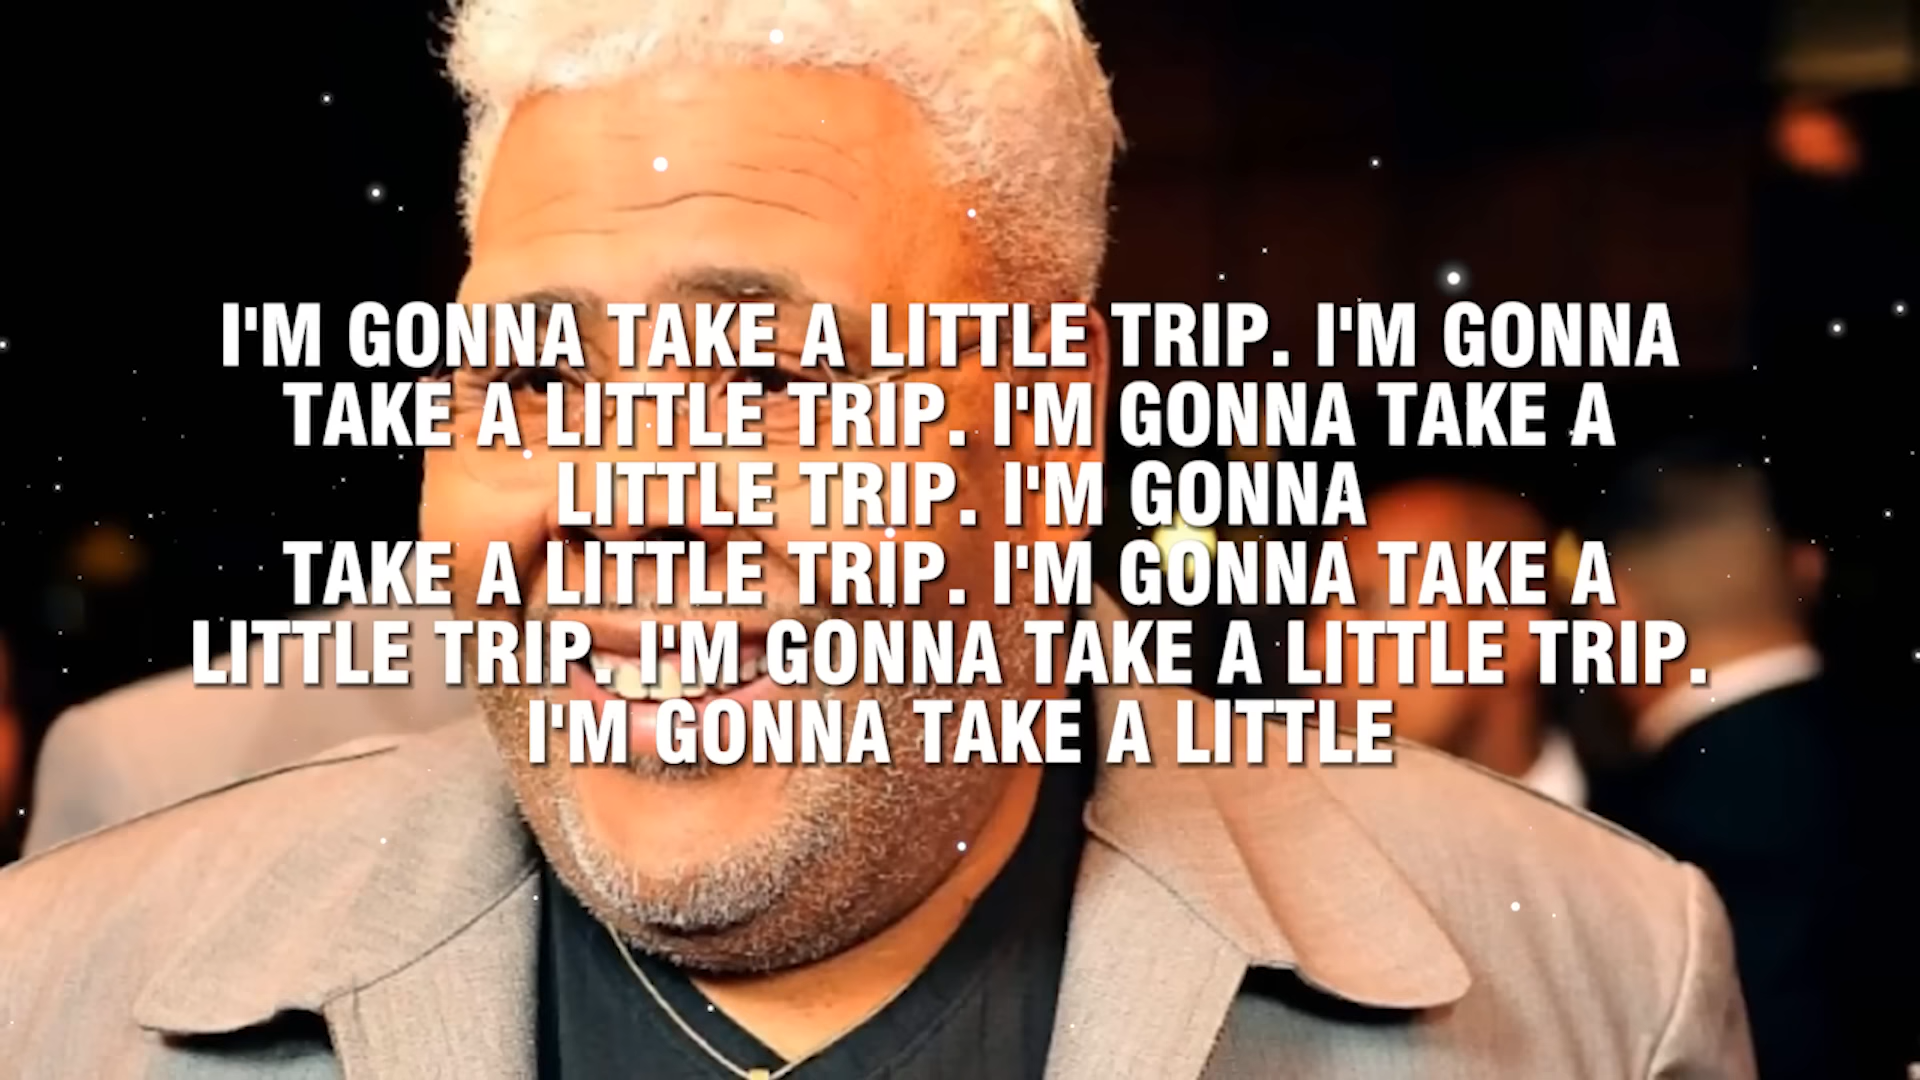 I'M GONNA TAKE A LITTLE TRIP. I'M GONNA
TAKE A LITTLE TRIP. I'M GONNA TAKE A
LITTLE TRIP. I'M GONNA
TAKE A LITTLE TRIP. I'M GONNA TAKE A
LITTLE TRIP. I'M GONNA TAKE A LITTLE TRIP.
I'M GONNA TAKE A LITTLE